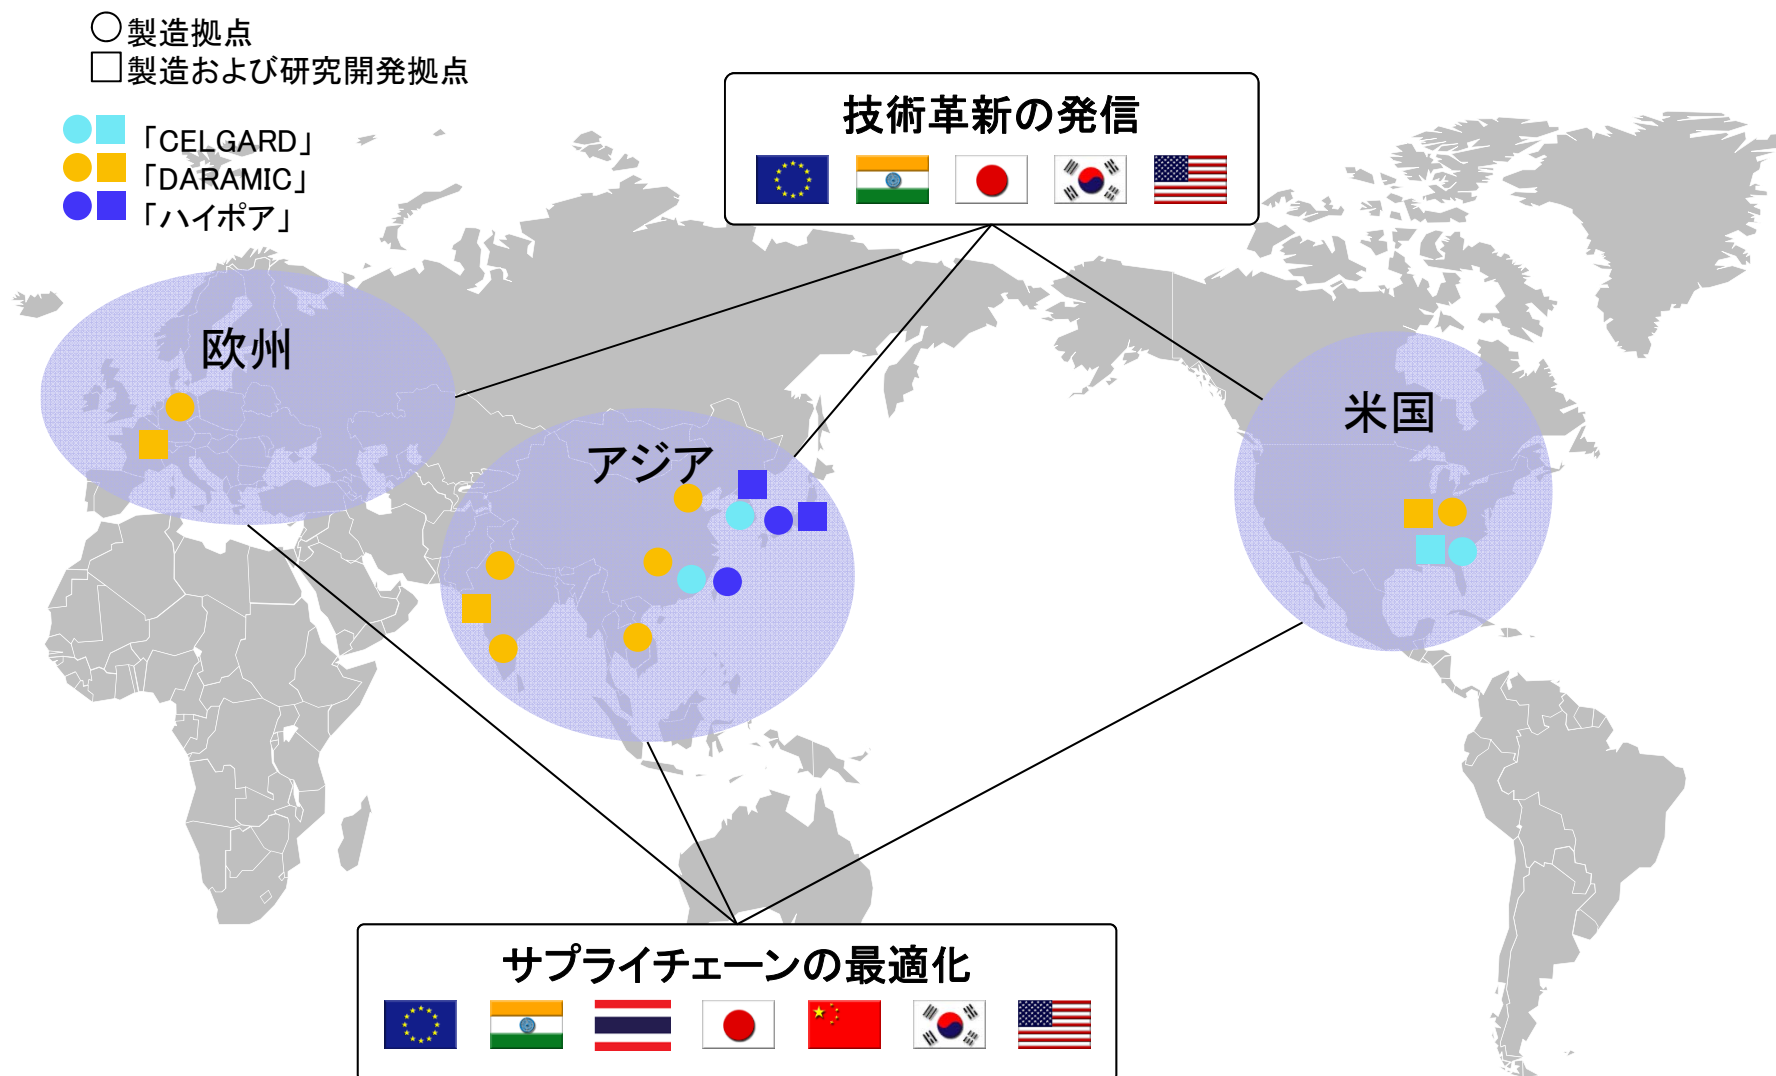 製造拠点
製造および研究開発拠点
「CELGARD」
「DARAMIC」
「ハイポア」
技術革新の発信
欧州
アジア
米国
サプライチェーンの最適化